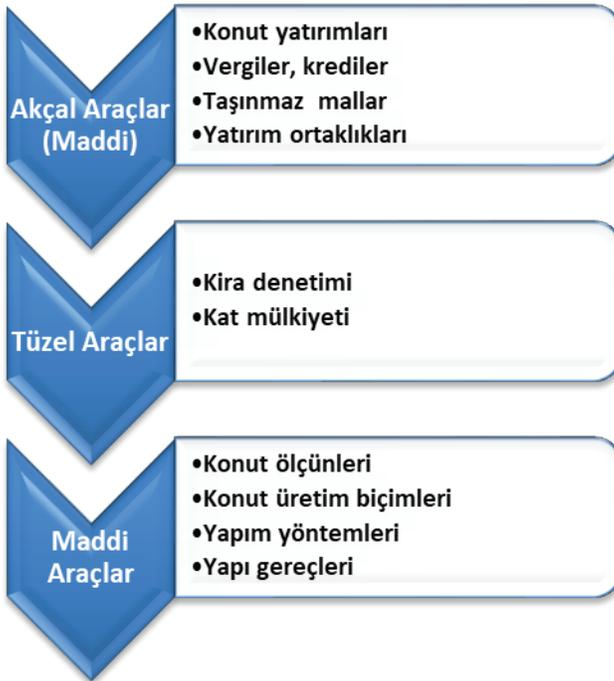 Akçal Araçlar
(Maddi)
•Konut yatırımları
•Vergiler, krediler
•Taşınmaz mallar
•Yatırım ortaklıkları
Tüzel Araçlar
•Kira denetimi
•Kat mülkiyeti
Maddi
Araçlar
•Konut ölçünleri
•Konut üretim biçimleri
•Yapım yöntemleri
•Yapı gereçleri